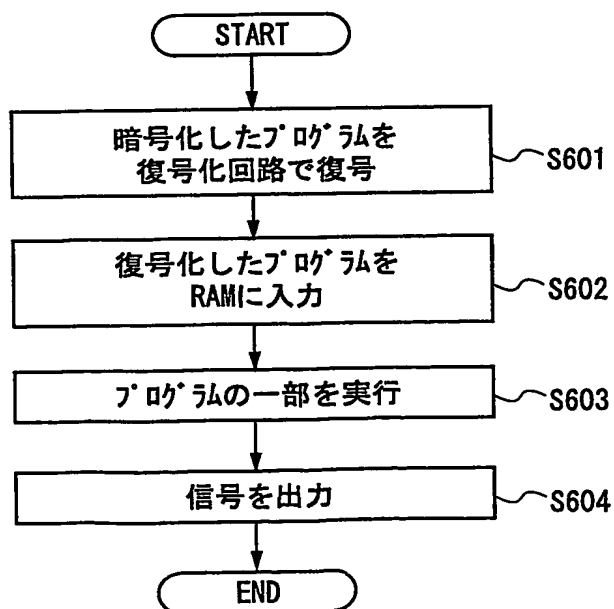 START
暗号化したプログラムを
復号化回路で復号
S601
復号化したプログラムを
RAMに入力
S602
プログラムの一部を実行
S603
信号を出力
S604
END